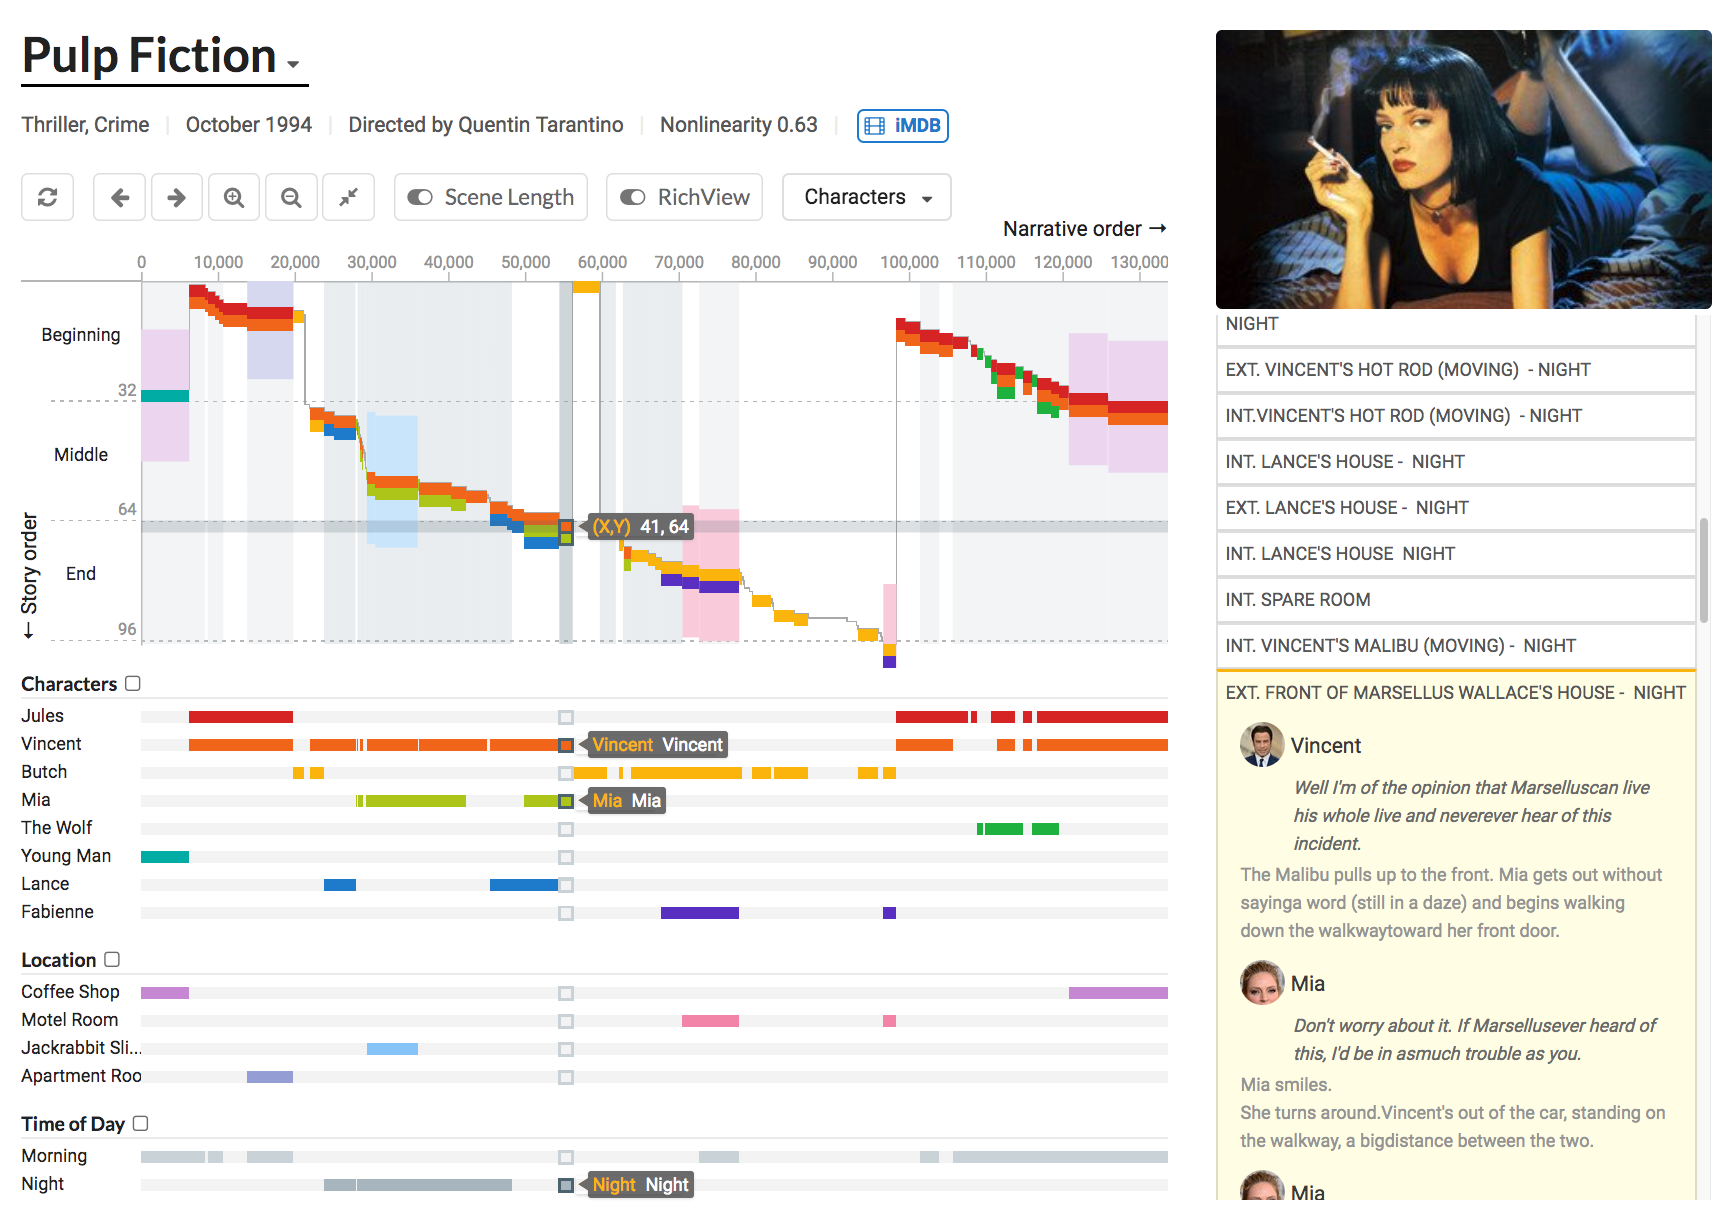 Pulp Fiction
Thriller, Crime
October 1994
Directed by Quentin Tarantino
Nonlinearity 0.63
iMDB
Scene Length
RichView
Characters
Narrative order →
0 10,000 20,000 30,000 40,000 50,000 60,000 70,000 80,000 90,000 100,000 110,000 120,000 130,000
Beginning
32
Middle
64
End
96
← Story order
(X,Y) 41, 64
Characters
Jules
Vincent
Vincent Vincent
Butch
Mia
Mia Mia
The Wolf
Young Man
Lance
Fabienne
Location
Coffee Shop
Motel Room
Jackrabbit Sli...
Apartment Roo
Time of Day
Morning
Night
Night Night
NIGHT
EXT. VINCENT'S HOT ROD (MOVING) - NIGHT
INT.VINCENT'S HOT ROD (MOVING) - NIGHT
INT. LANCE'S HOUSE - NIGHT
EXT. LANCE'S HOUSE - NIGHT
INT. LANCE'S HOUSE NIGHT
INT. SPARE ROOM
INT. VINCENT'S MALIBU (MOVING) - NIGHT
EXT. FRONT OF MARSELLUS WALLACE'S HOUSE - NIGHT
Vincent
Well I'm of the opinion that Marselluscan live
his whole live and neverever hear of this
incident.
The Malibu pulls up to the front. Mia gets out without
sayinga word (still in a daze) and begins walking
down the walkwaytoward her front door.
Mia
Don't worry about it. If Marsellusever heard of
this, I'd be in asmuch trouble as you.
Mia smiles.
She turns around.Vincent's out of the car, standing on
the walkway, a bigdistance between the two.
Mia